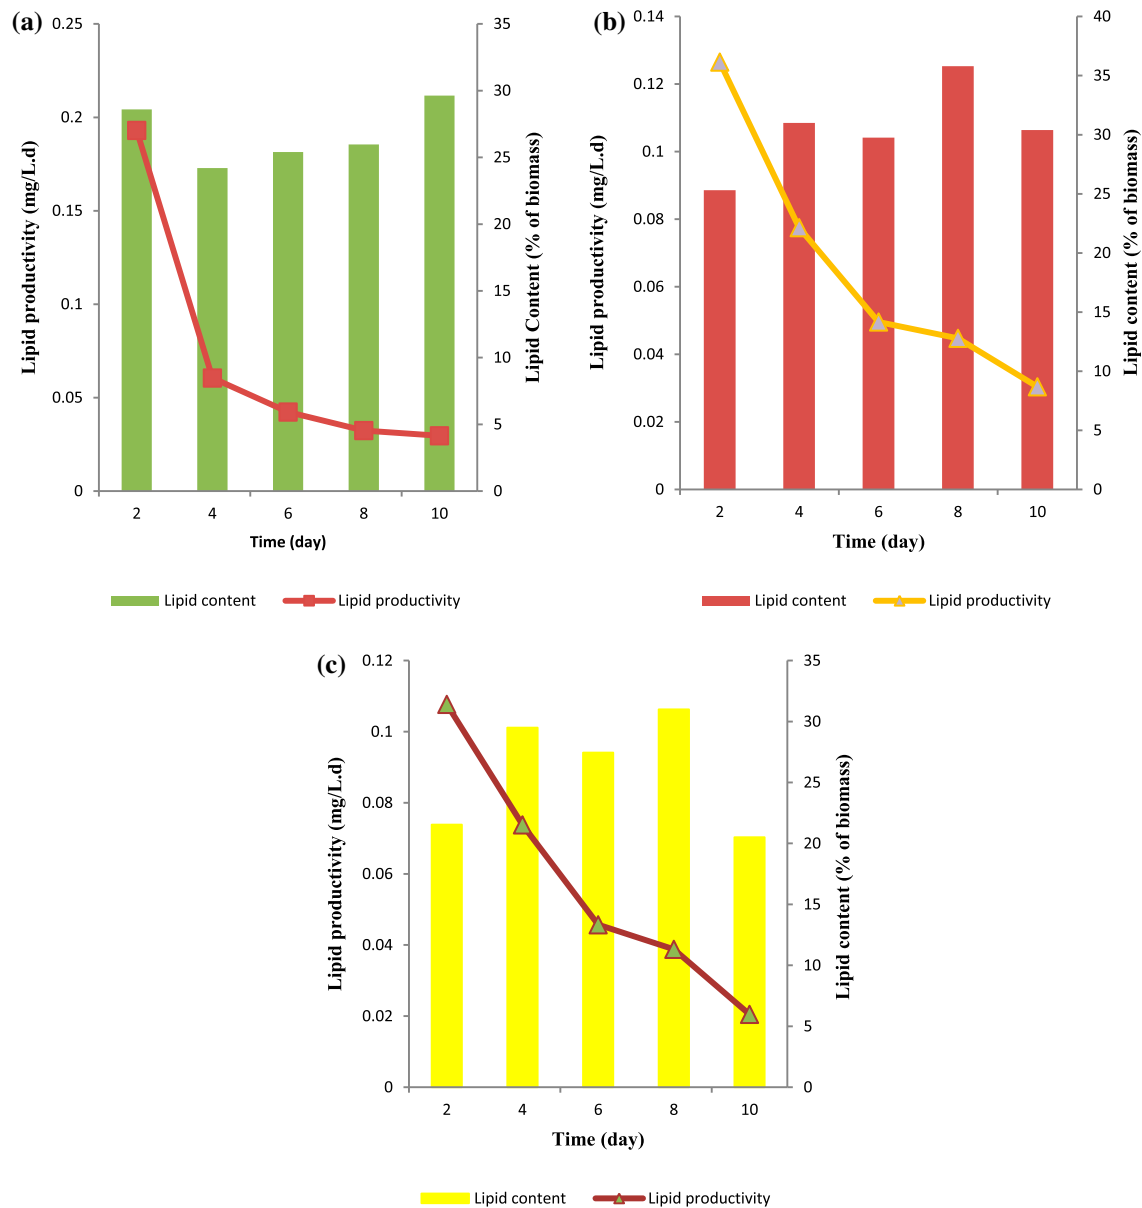 (a)
Lipid productivity (mg/L.d)
0.25
0.2
0.15
0.1
0.05
0
35
30
25
20
15
10
5
0
Lipid Content (% of biomass)
2 4 6 8 10
Time (day)
Lipid content Lipid productivity
(b)
Lipid productivity (mg/L.d)
0.14
0.12
0.1
0.08
0.06
0.04
0.02
0
40
35
30
25
20
15
10
5
0
Lipid content (% of biomass)
2 4 6 8 10
Time (day)
Lipid content Lipid productivity
(c)
Lipid productivity (mg/L.d)
0.12
0.1
0.08
0.06
0.04
0.02
0
35
30
25
20
15
10
5
0
Lipid content (% of biomass)
2 4 6 8 10
Time (day)
Lipid content Lipid productivity